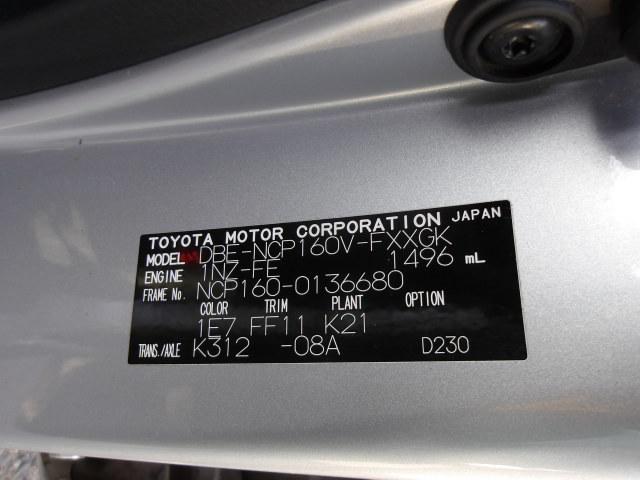 TOYOTA MOTOR CORPORATION JAPAN
MODEL DBE-NCP160V-FXXGK
ENGINE 1NZ-FE 1496 mL
FRAME No. NCP160-0136680
COLOR TRIM PLANT OPTION
1E7 FF11 K21
TRANS./AXLE K312 -08A D230